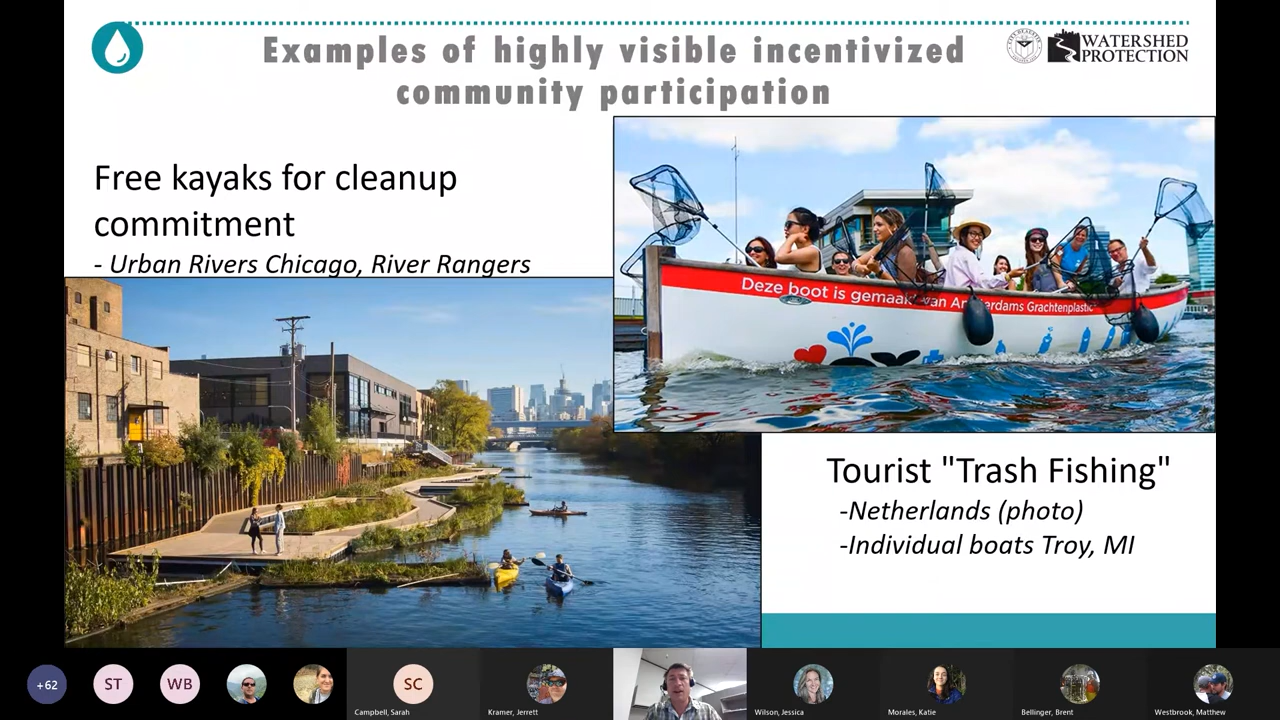 Examples of highly visible incentivized
community participation
WATERSHED
PROTECTION
Free kayaks for cleanup
commitment
- Urban Rivers Chicago, River Rangers
Deze boot is gemaakt van Amsterdams Grachtenplastic
Tourist "Trash Fishing"
-Netherlands (photo)
-Individual boats Troy, MI
+62
ST
WB
SC
Campbell, Sarah
Kramer, Jerrett
Wilson, Jessica
Morales, Katie
Bellinger, Brent
Westbrook, Matthew